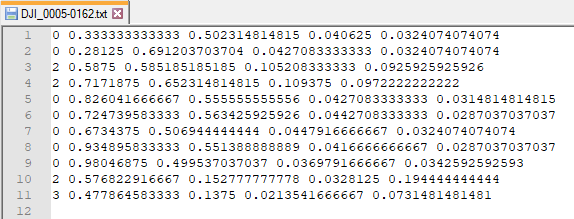 DJI_0005-0162.txt
1 0 0.333333333333 0.502314814815 0.040625 0.0324074074074
2 0 0.28125 0.691203703704 0.0427083333333 0.0324074074074
3 2 0.5875 0.585185185185 0.105208333333 0.0925925925926
4 2 0.7171875 0.652314814815 0.109375 0.0972222222222
5 0 0.826041666667 0.555555555556 0.0427083333333 0.0314814814815
6 0 0.724739583333 0.563425925926 0.0442708333333 0.0287037037037
7 0 0.6734375 0.506944444444 0.0447916666667 0.0324074074074
8 0 0.934895833333 0.551388888889 0.0416666666667 0.0287037037037
9 0 0.98046875 0.499537037037 0.0369791666667 0.0342592592593
10 2 0.576822916667 0.152777777778 0.0328125 0.194444444444
11 3 0.477864583333 0.1375 0.0213541666667 0.0731481481481
12